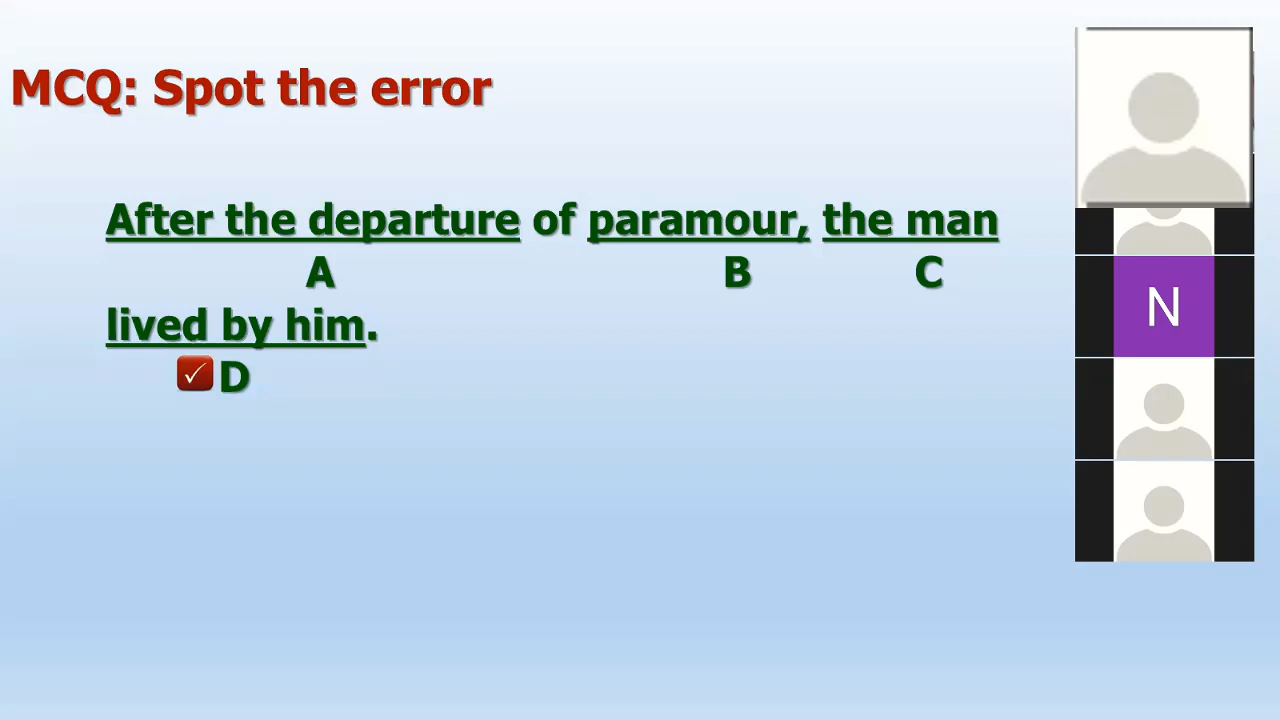 MCQ: Spot the error
After the departure of paramour, the man
A B C
lived by him.
D
N